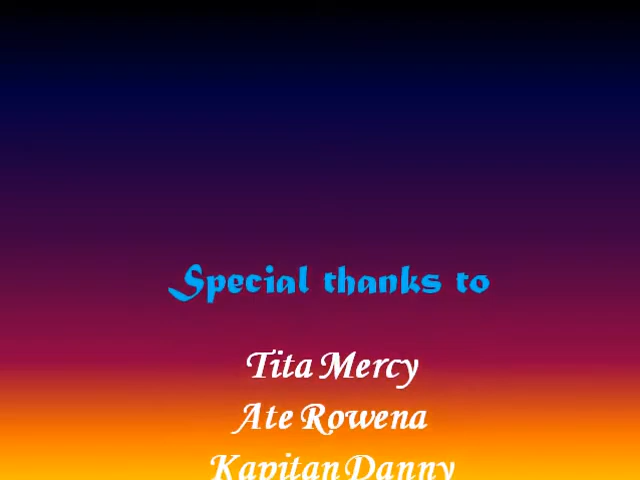 Special thanks to
Tita Mercy
Ate Rowena
Kapitan Danny